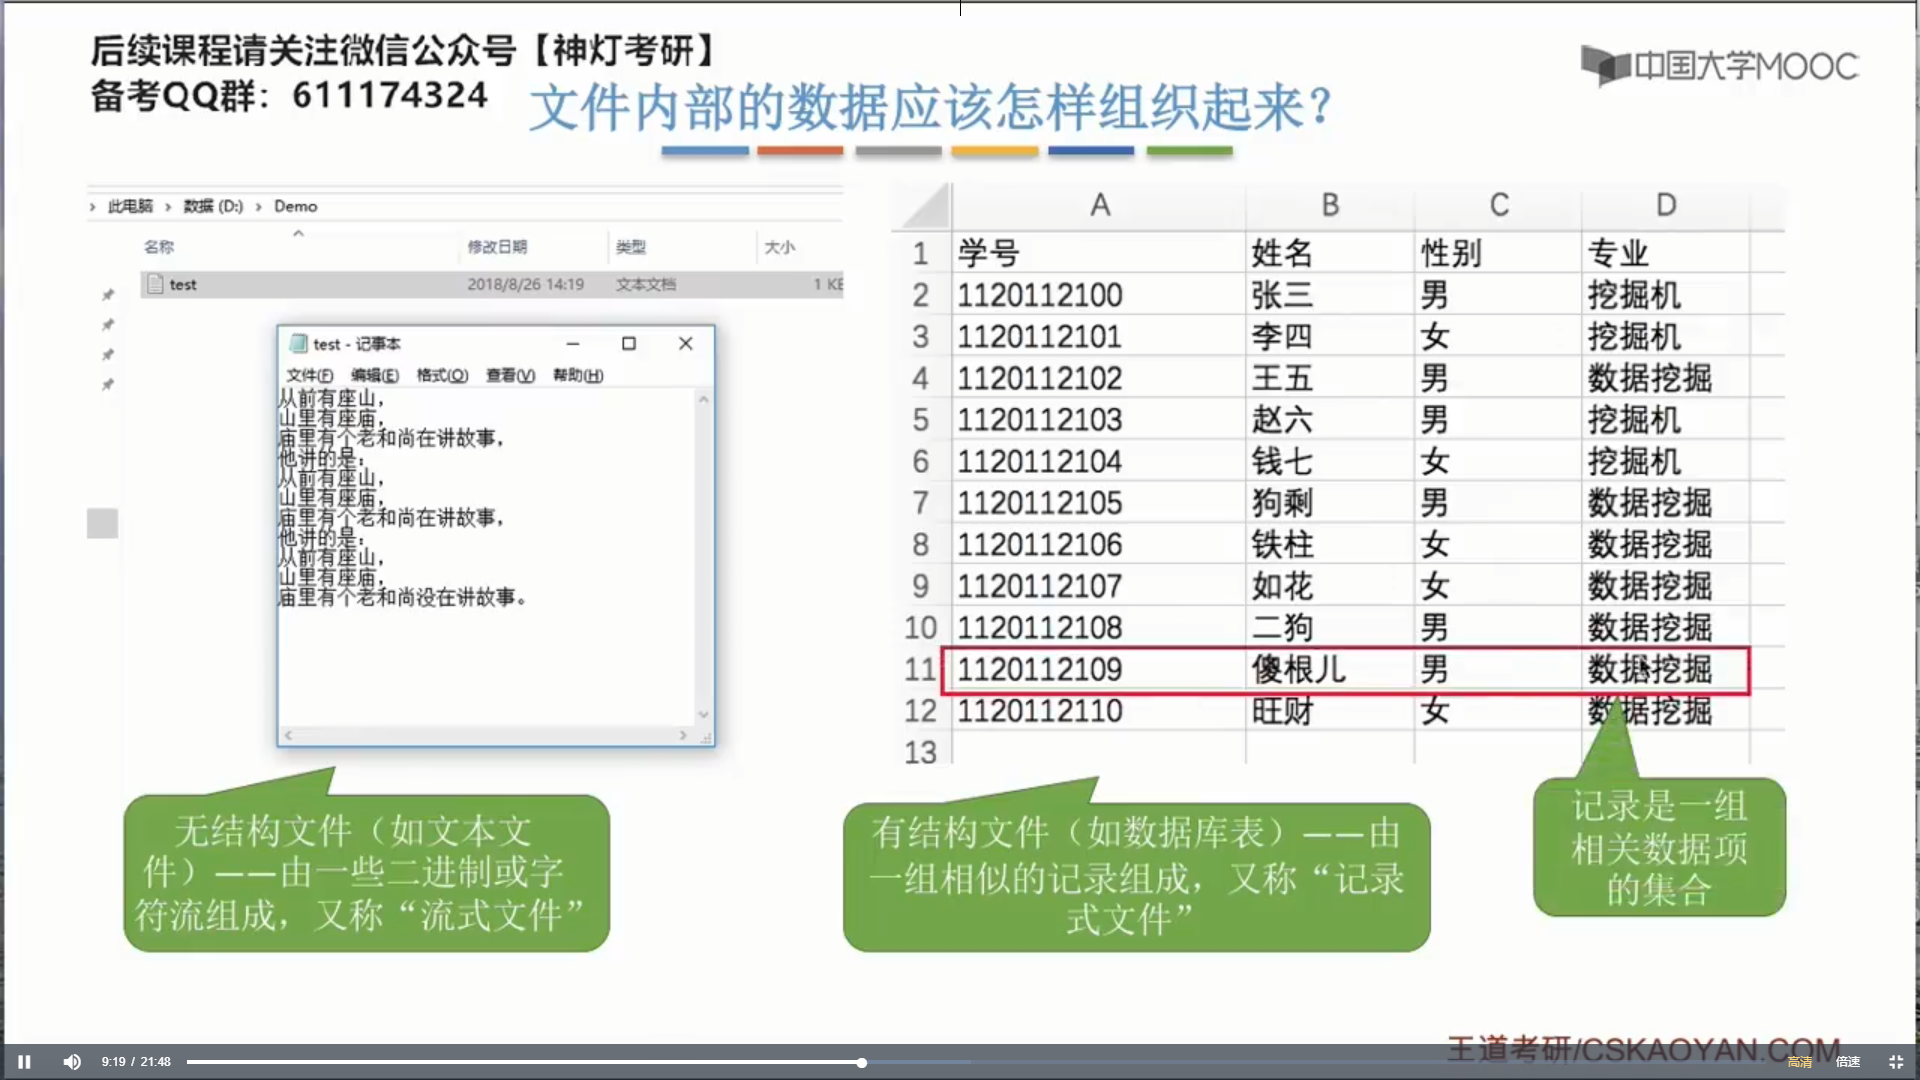 后续课程请关注微信公众号【神灯考研】
备考QQ群：611174324
中国大学MOOC
文件内部的数据应该怎样组织起来？
› 此电脑 › 数据 (D:) › Demo
名称 修改日期 类型 大小
test 2018/8/26 14:19 文本文档 1 KB
test - 记事本
文件(F) 编辑(E) 格式(O) 查看(V) 帮助(H)
从前有座山，
山里有座庙，
庙里有个老和尚在讲故事，
他讲的是：
从前有座山，
山里有座庙，
庙里有个老和尚在讲故事，
他讲的是：
从前有座山，
山里有座庙，
庙里有个老和尚没在讲故事。
A B C D
1 学号 姓名 性别 专业
2 1120112100 张三 男 挖掘机
3 1120112101 李四 女 挖掘机
4 1120112102 王五 男 数据挖掘
5 1120112103 赵六 男 挖掘机
6 1120112104 钱七 女 挖掘机
7 1120112105 狗剩 男 数据挖掘
8 1120112106 铁柱 女 数据挖掘
9 1120112107 如花 女 数据挖掘
10 1120112108 二狗 男 数据挖掘
11 1120112109 傻根儿 男 数据挖掘
12 1120112110 旺财 女 数据挖掘
13
无结构文件（如文本文
件）——由一些二进制或字
符流组成，又称“流式文件”
有结构文件（如数据库表）——由
一组相似的记录组成，又称“记录
式文件”
记录是一组
相关数据项
的集合
王道考研/CSKAOYAN.COM
9:19 / 21:48
高清 倍速